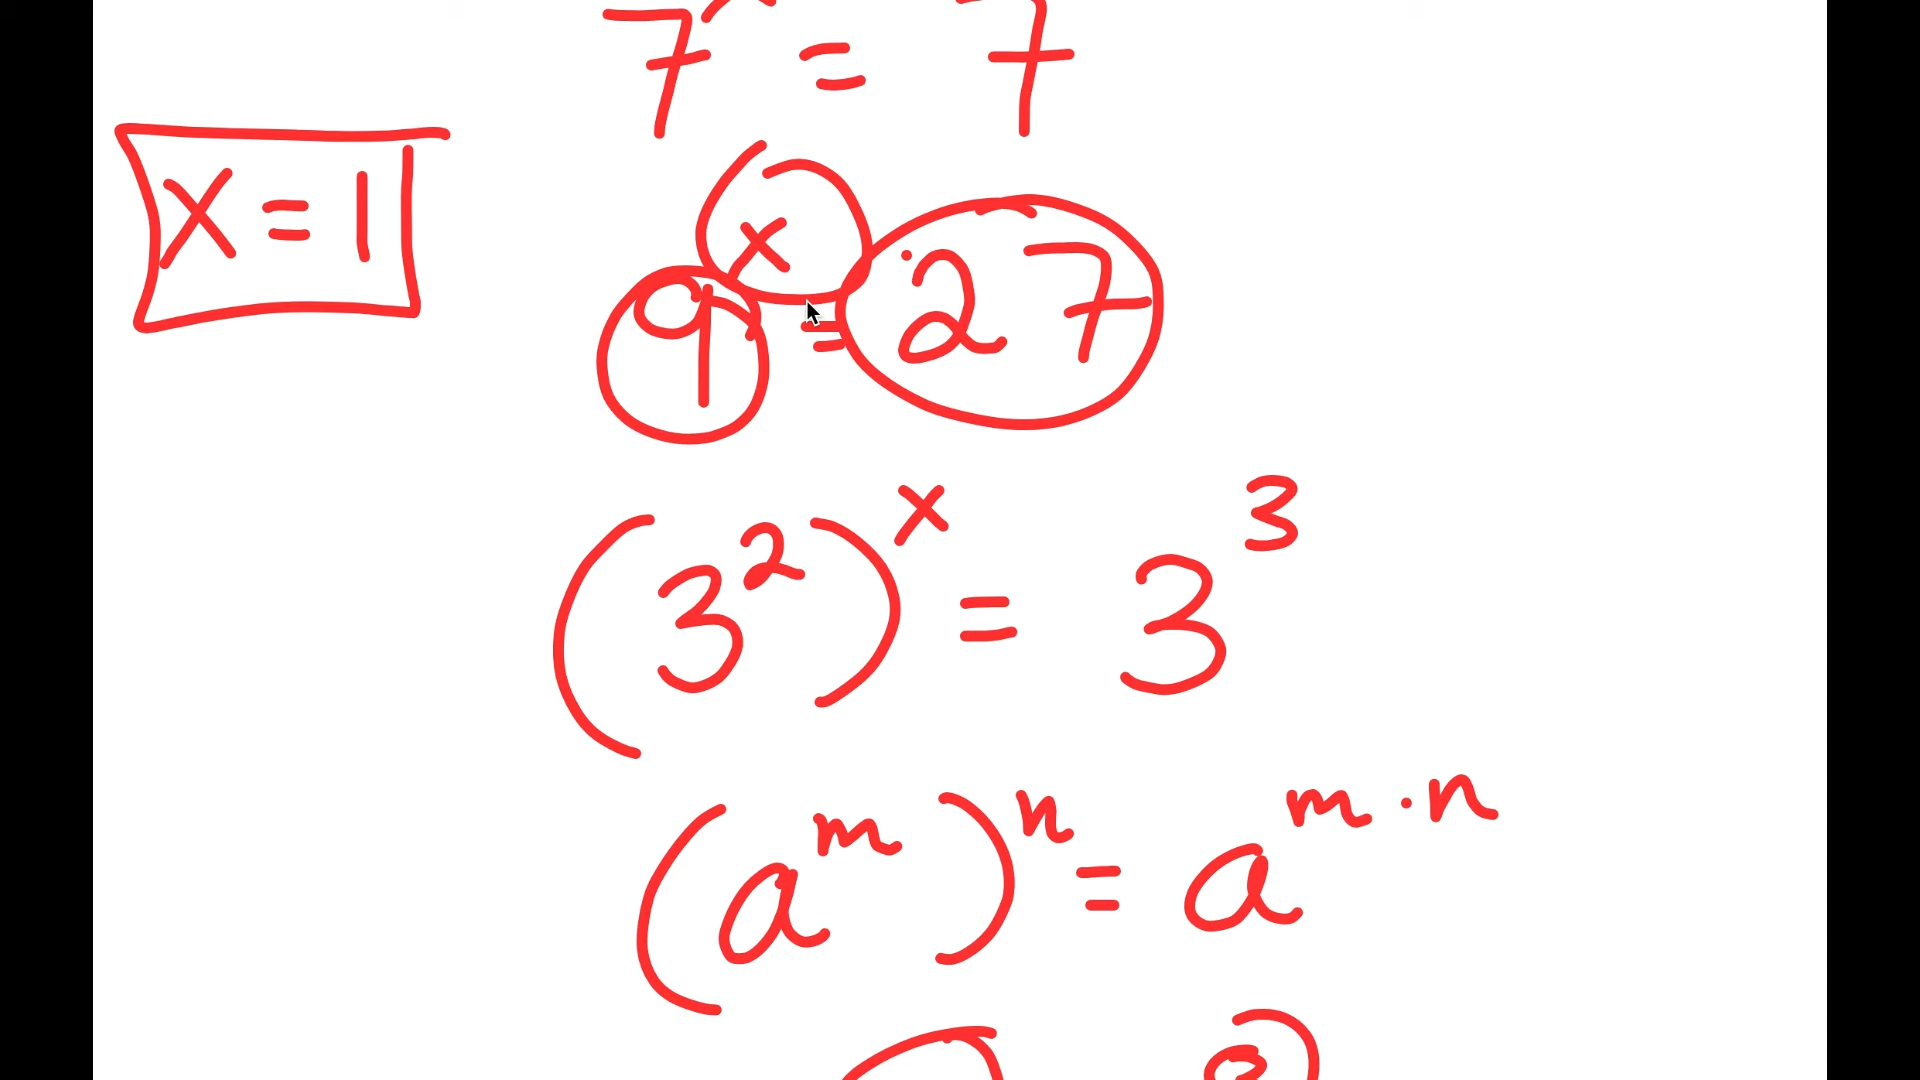 7 = 7
x = 1
9^x = 27
(3^2)^x = 3^3
(a^m)^n = a^{m·n}